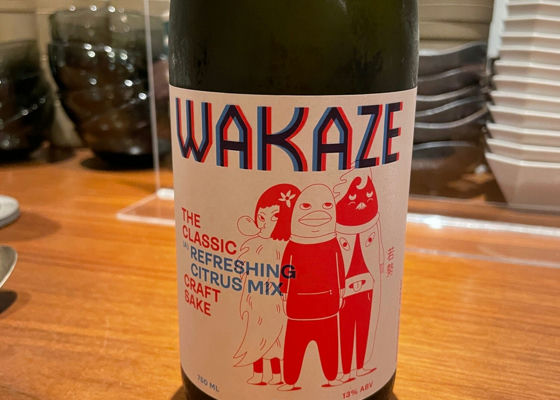 WAKAZE
THE
CLASSIC
(A) REFRESHING
CITRUS MIX
CRAFT
SAKE
750 ML
13% ABV